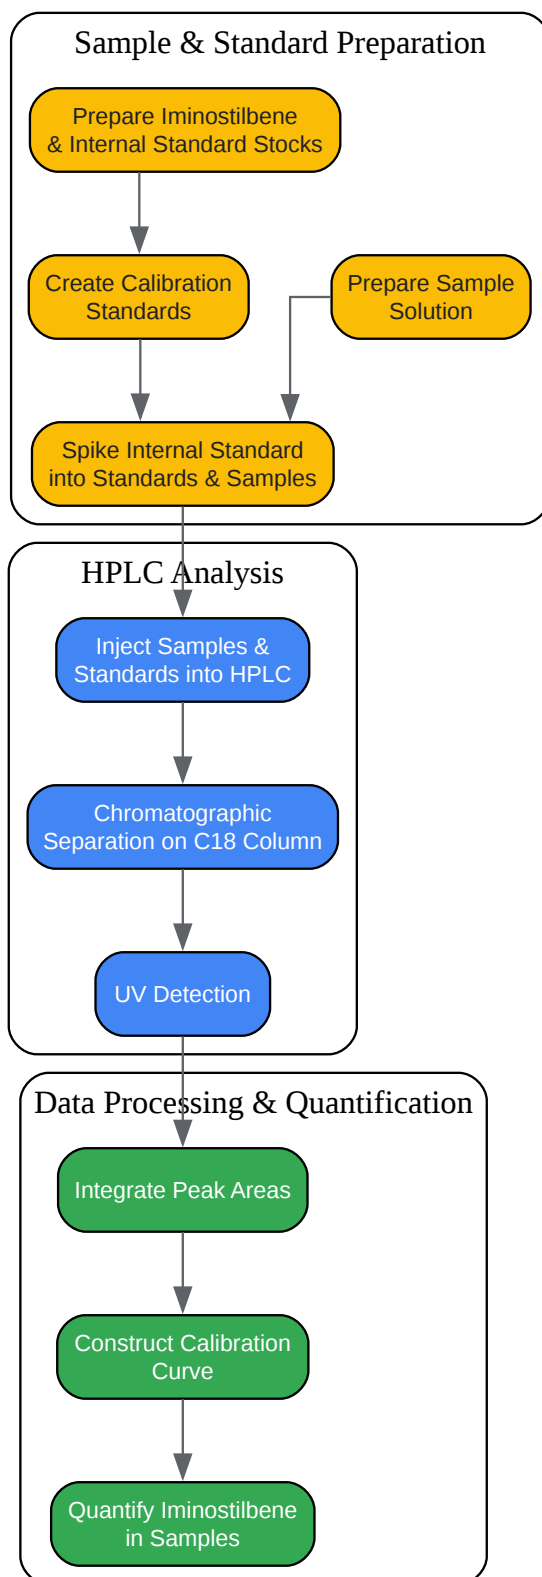 Sample & Standard Preparation
Prepare Iminostilbene
& Internal Standard Stocks
Create Calibration
Standards
Prepare Sample
Solution
Spike Internal Standard
into Standards & Samples
HPLC Analysis
Inject Samples &
Standards into HPLC
Chromatographic
Separation on C18 Column
UV Detection
Data Processing & Quantification
Integrate Peak Areas
Construct Calibration
Curve
Quantify Iminostilbene
in Samples